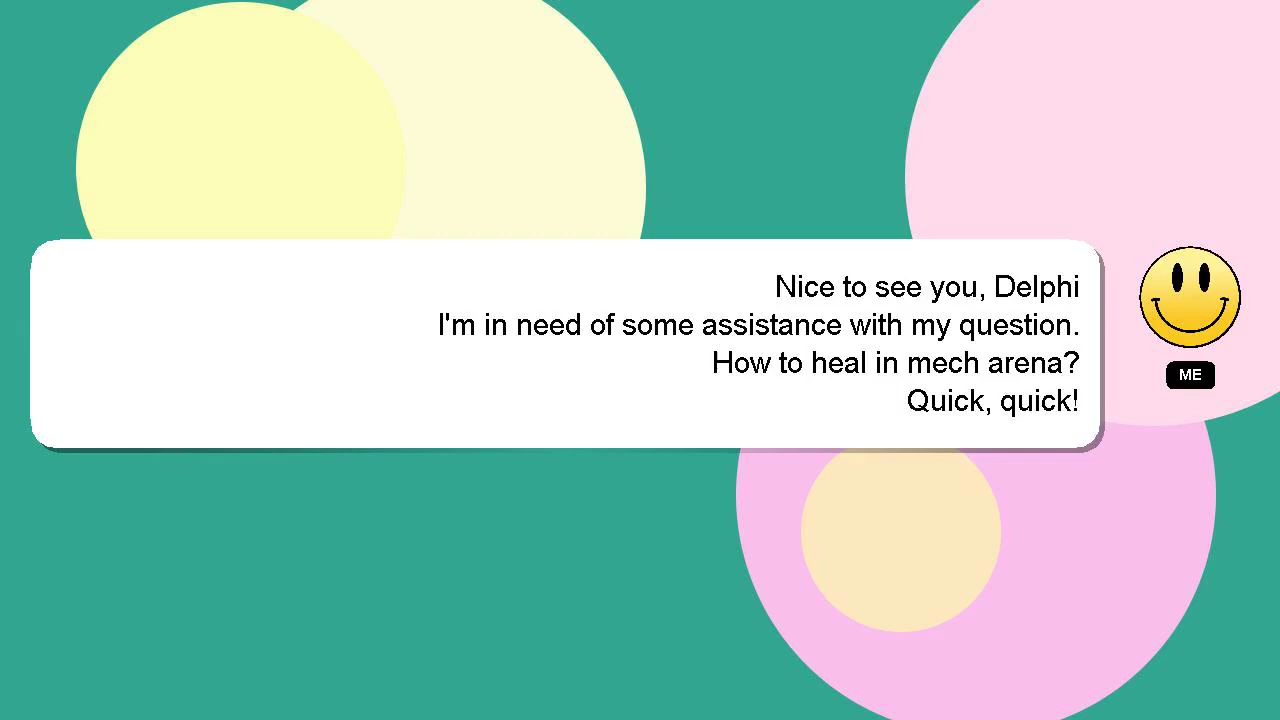 Nice to see you, Delphi
I'm in need of some assistance with my question.
How to heal in mech arena?
Quick, quick!
ME